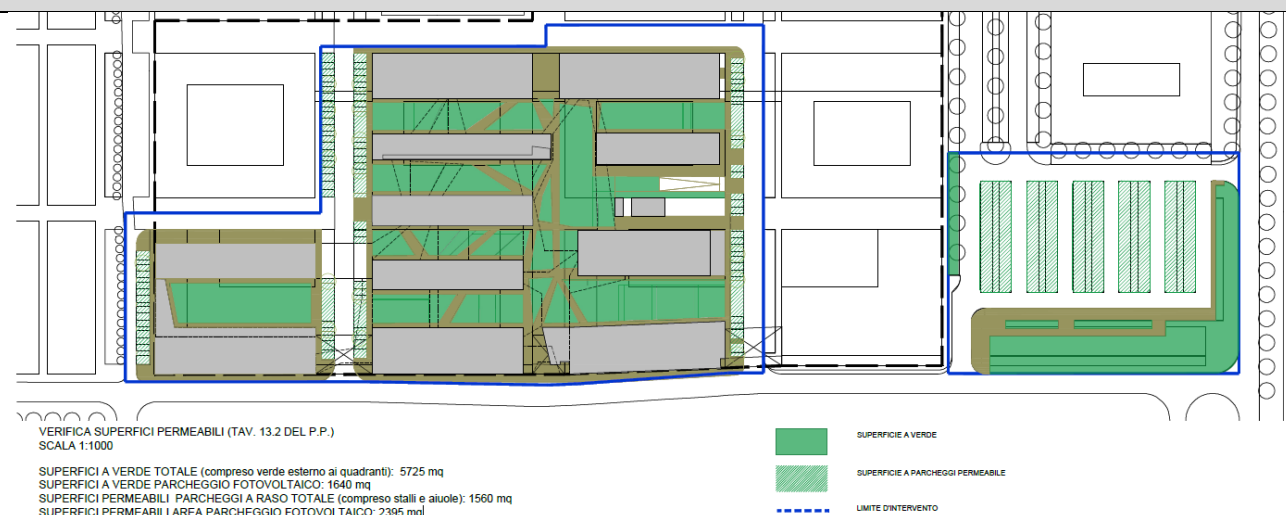 VERIFICA SUPERFICI PERMEABILI (TAV. 13.2 DEL P.P.)
SCALA 1:1000
SUPERFICI A VERDE TOTALE (compreso verde esterno ai quadranti): 5725 mq
SUPERFICI A VERDE PARCHEGGIO FOTOVOLTAICO: 1640 mq
SUPERFICI PERMEABILI PARCHEGGI A RASO TOTALE (compreso stalli e aiuole): 1560 mq
SUPERFICI PERMEABILI AREA PARCHEGGIO FOTOVOLTAICO: 2395 mq
SUPERFICIE A VERDE
SUPERFICIE A PARCHEGGI PERMEABILE
LIMITE D'INTERVENTO